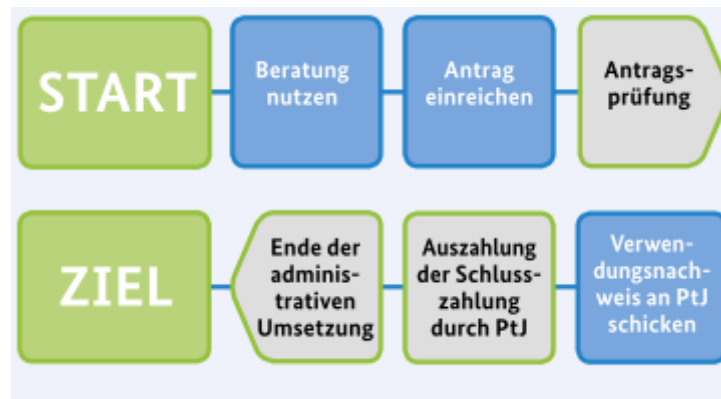 START
Beratung
nutzen
Antrag
einreichen
Antrags-
prüfung
ZIEL
Ende der
adminis-
trativen
Umsetzung
Auszahlung
der Schluss-
zahlung
durch PtJ
Verwen-
dungsnach-
weis an PtJ
schicken